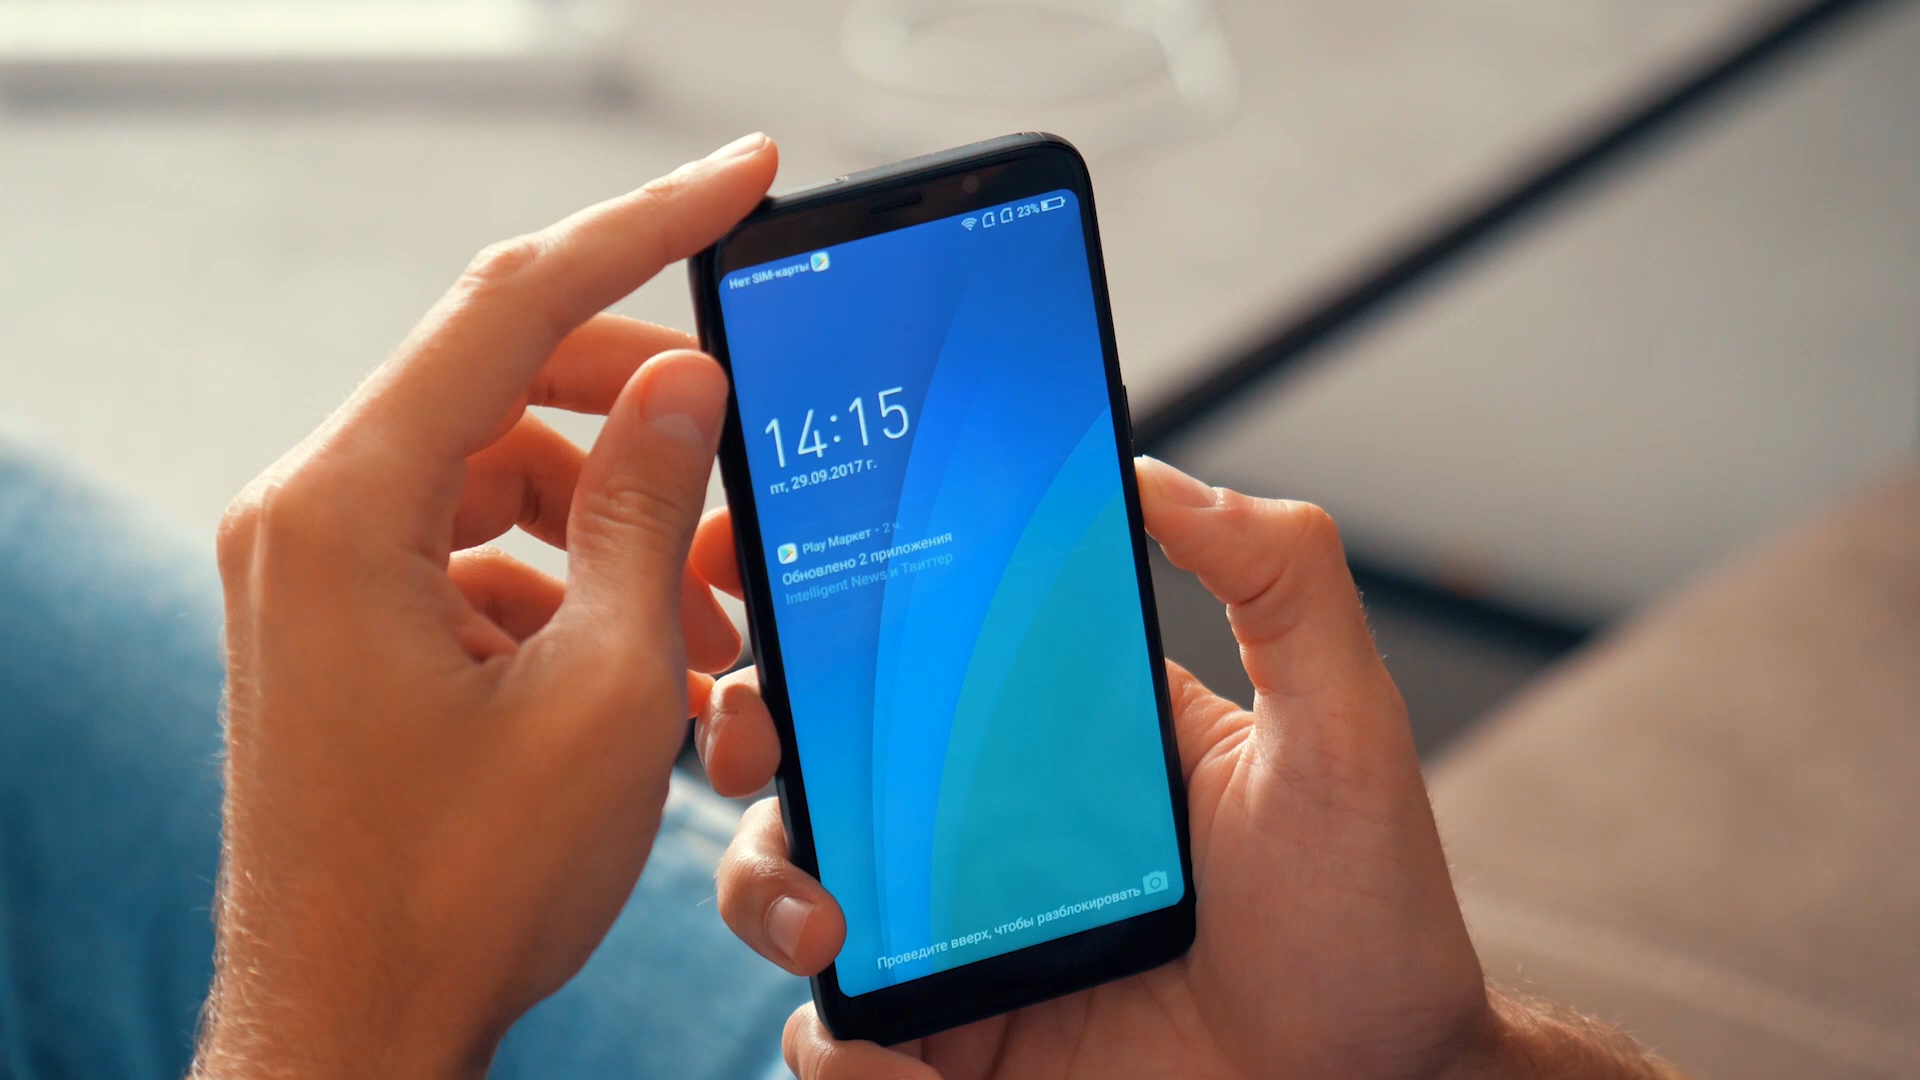 23%
Нет SIM-карты
14:15
пт, 29.09.2017 г.
Play Маркет · 2 ч.
Обновлено 2 приложения
Intelligent News и Твиттер
Проведите вверх, чтобы разблокировать